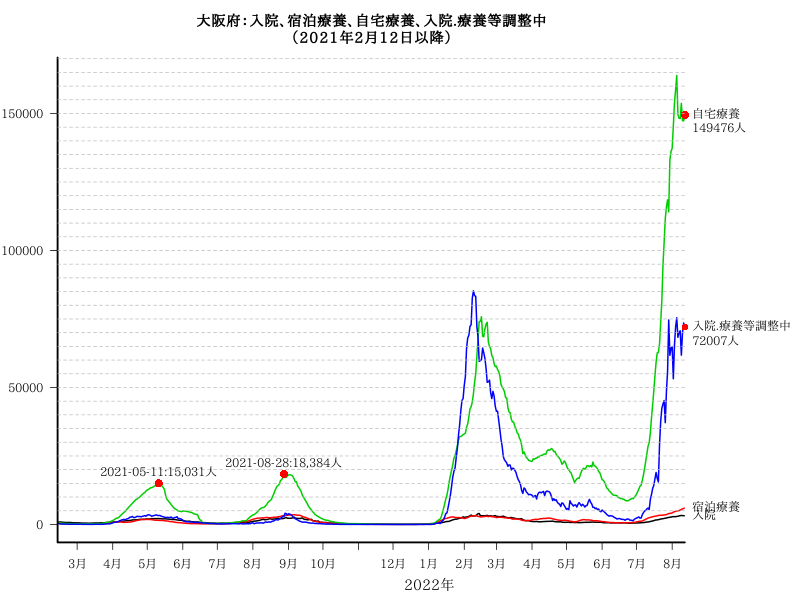 大阪府：入院、宿泊療養、自宅療養、入院.療養等調整中
（2021年2月12日以降）
150000
100000
50000
0
自宅療養
149476人
入院.療養等調整中
72007人
2021-05-11:15,031人
2021-08-28:18,384人
宿泊療養
入院
3月 4月 5月 6月 7月 8月 9月 10月 12月 1月 2月 3月 4月 5月 6月 7月 8月
2022年